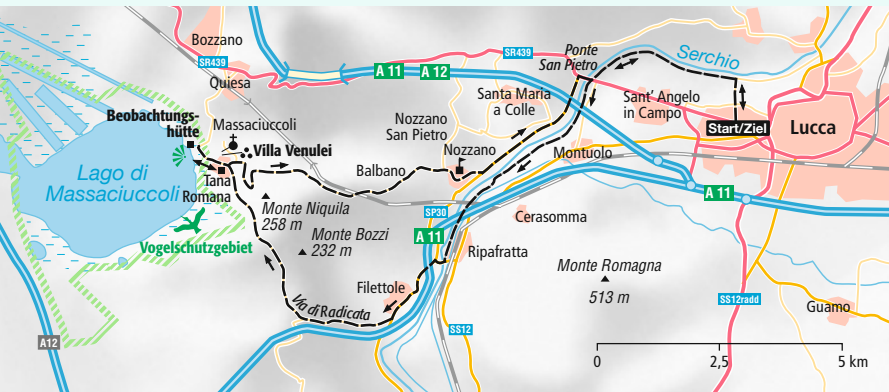 Bozzano
SR439
Quiesa
A 11
A 12
SR439
Ponte
San Pietro
Serchio
Beobachtungs-
hütte
Massaciuccoli
Villa Venulei
Nozzano
San Pietro
Santa Maria
a Colle
Sant' Angelo
in Campo
Start/Ziel
Lucca
Lago di
Massaciuccoli
Tana
Romana
Balbano
Nozzano
Montuolo
A 11
Vogelschutzgebiet
Monte Niquila
258 m
Monte Bozzi
232 m
SP30
A 11
Cerasomma
Ripafratta
Monte Romagna
513 m
Filettole
Via di Radicata
SS12
SS12radd
Guamo
A12
0
2,5
5 km